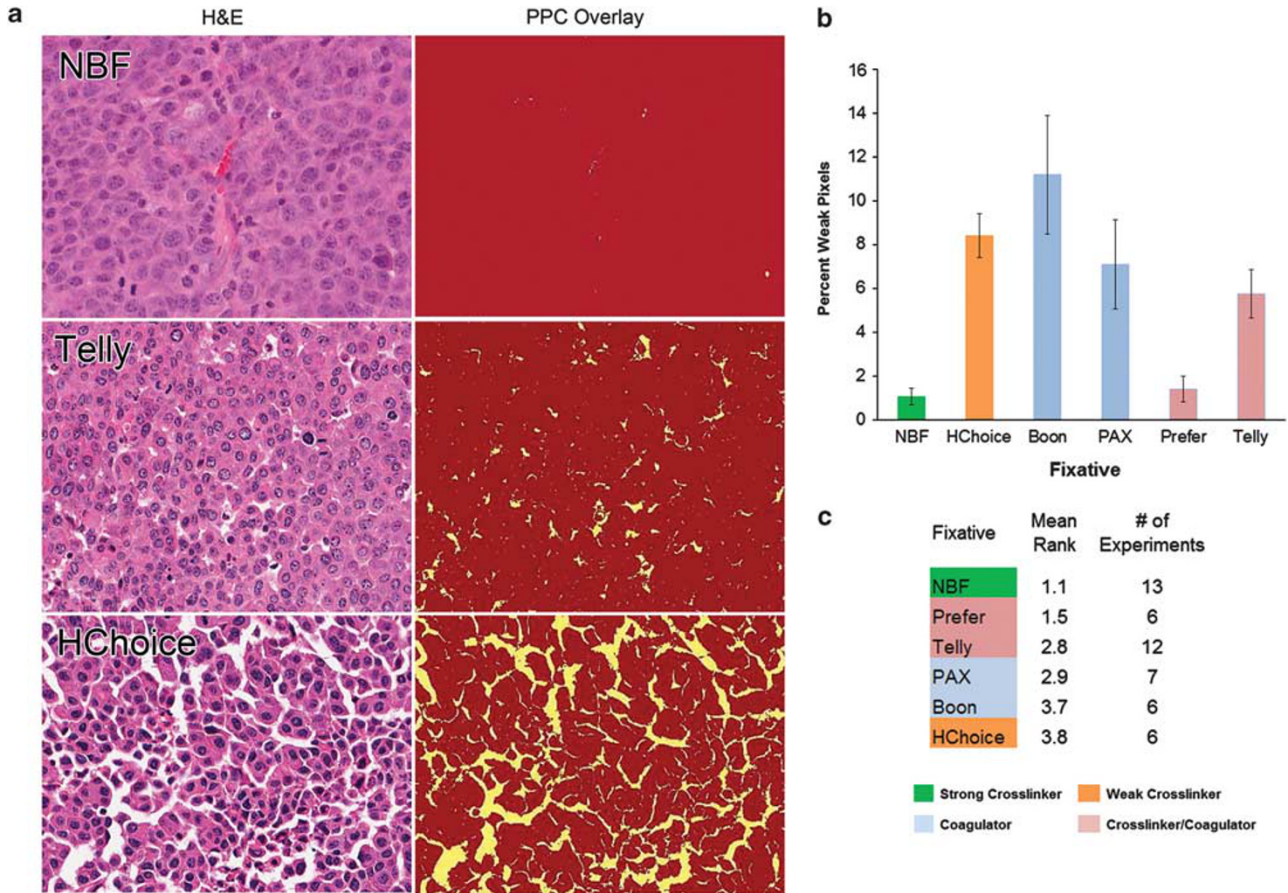 a
H&E
PPC Overlay
NBF
Telly
HChoice
b
Percent Weak Pixels
16
14
12
10
8
6
4
2
0
NBF HChoice Boon PAX Prefer Telly
Fixative
c
Fixative Mean Rank # of Experiments
NBF 1.1 13
Prefer 1.5 6
Telly 2.8 12
PAX 2.9 7
Boon 3.7 6
HChoice 3.8 6
Strong Crosslinker Weak Crosslinker
Coagulator Crosslinker/Coagulator